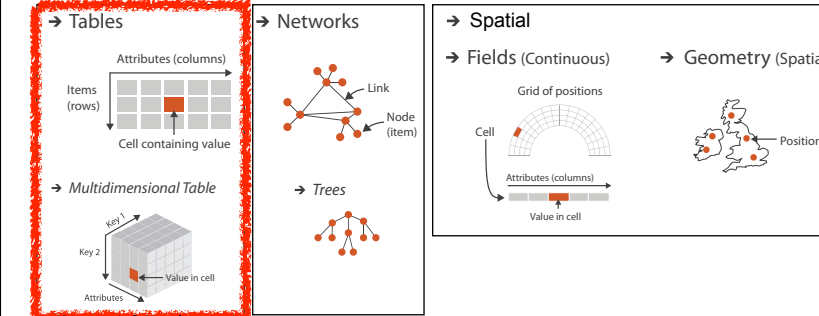 → Tables
Attributes (columns)
Items
(rows)
Cell containing value
→ Multidimensional Table
Key 1
Key 2
Value in cell
Attributes
→ Networks
Link
Node
(item)
→ Trees
→ Spatial
→ Fields (Continuous)
Grid of positions
Cell
Attributes (columns)
Value in cell
→ Geometry (Spatia
Position